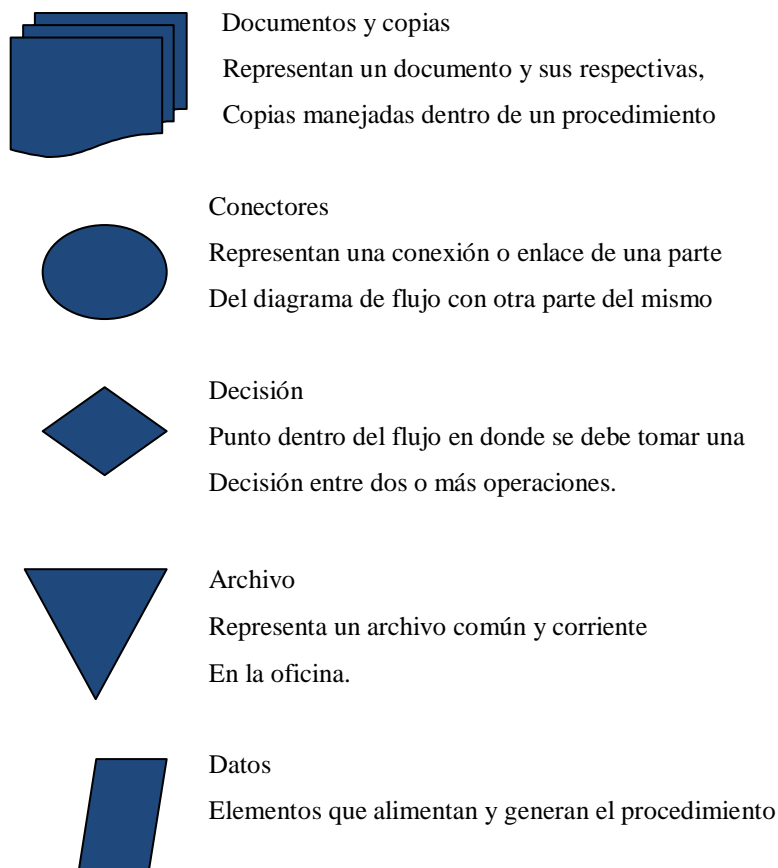 Documentos y copias
Representan un documento y sus respectivas,
Copias manejadas dentro de un procedimiento
Conectores
Representan una conexión o enlace de una parte
Del diagrama de flujo con otra parte del mismo
Decisión
Punto dentro del flujo en donde se debe tomar una
Decisión entre dos o más operaciones.
Archivo
Representa un archivo común y corriente
En la oficina.
Datos
Elementos que alimentan y generan el procedimiento